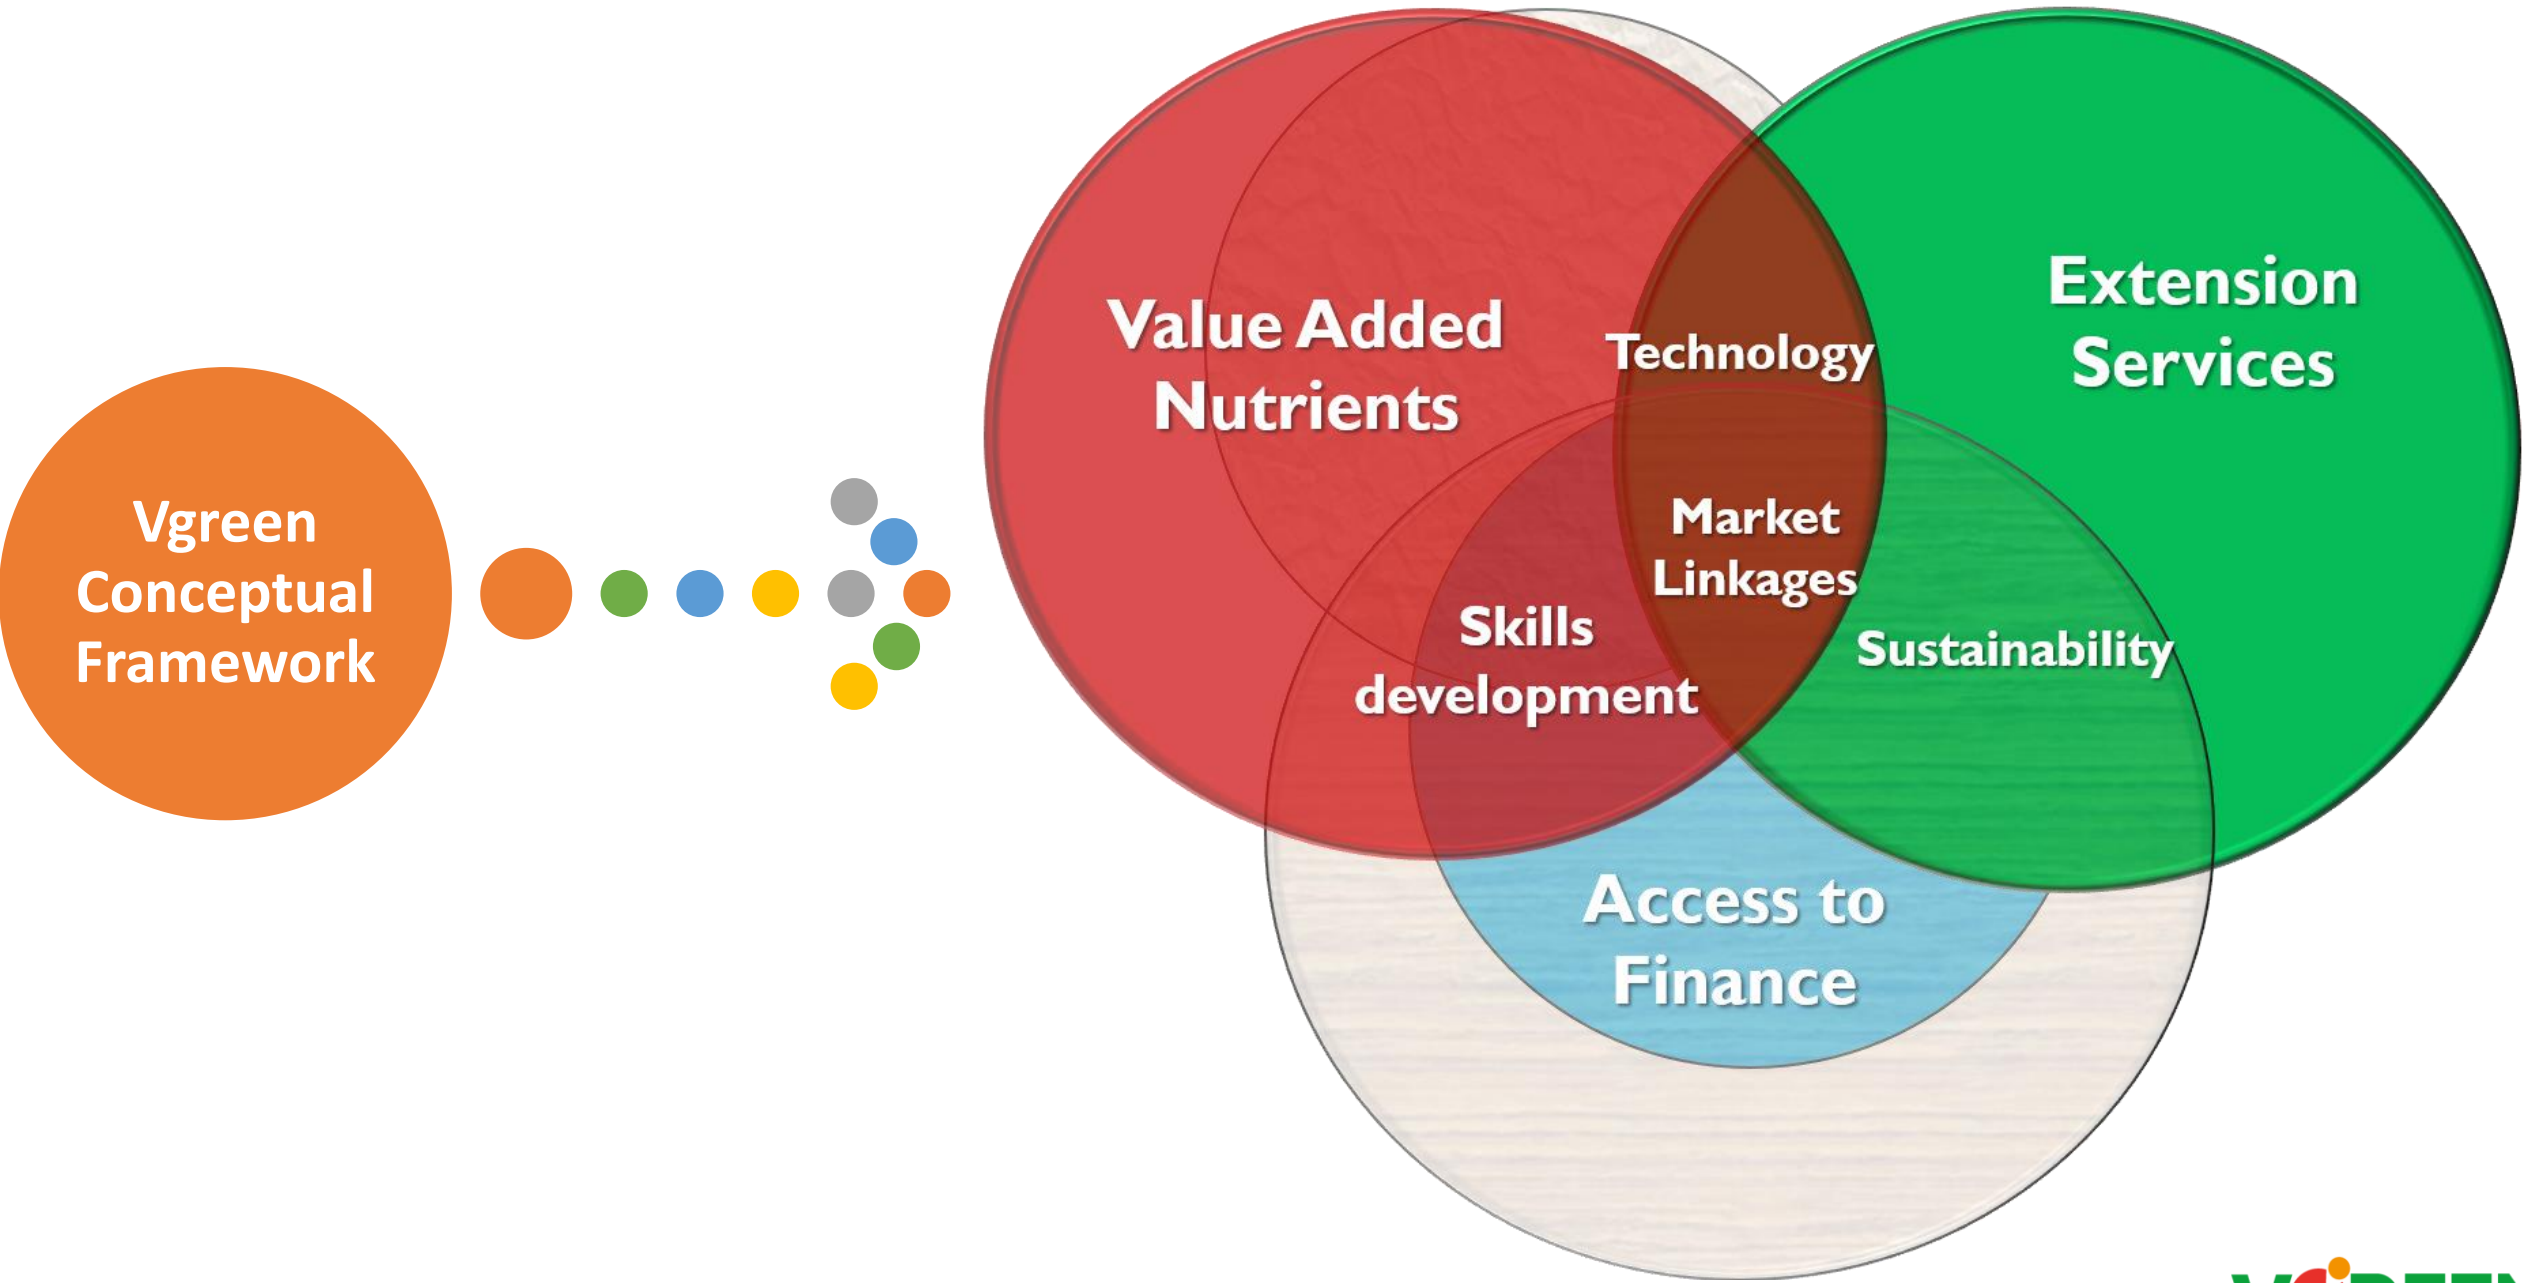 Vgreen
Conceptual
Framework
Value Added
Nutrients
Extension
Services
Technology
Market
Linkages
Skills
development
Sustainability
Access to
Finance